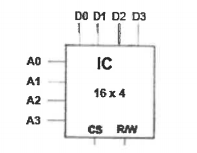 D0 D1 D2 D3
IC
A0
A1
16 x 4
A2
A3
CS R/W